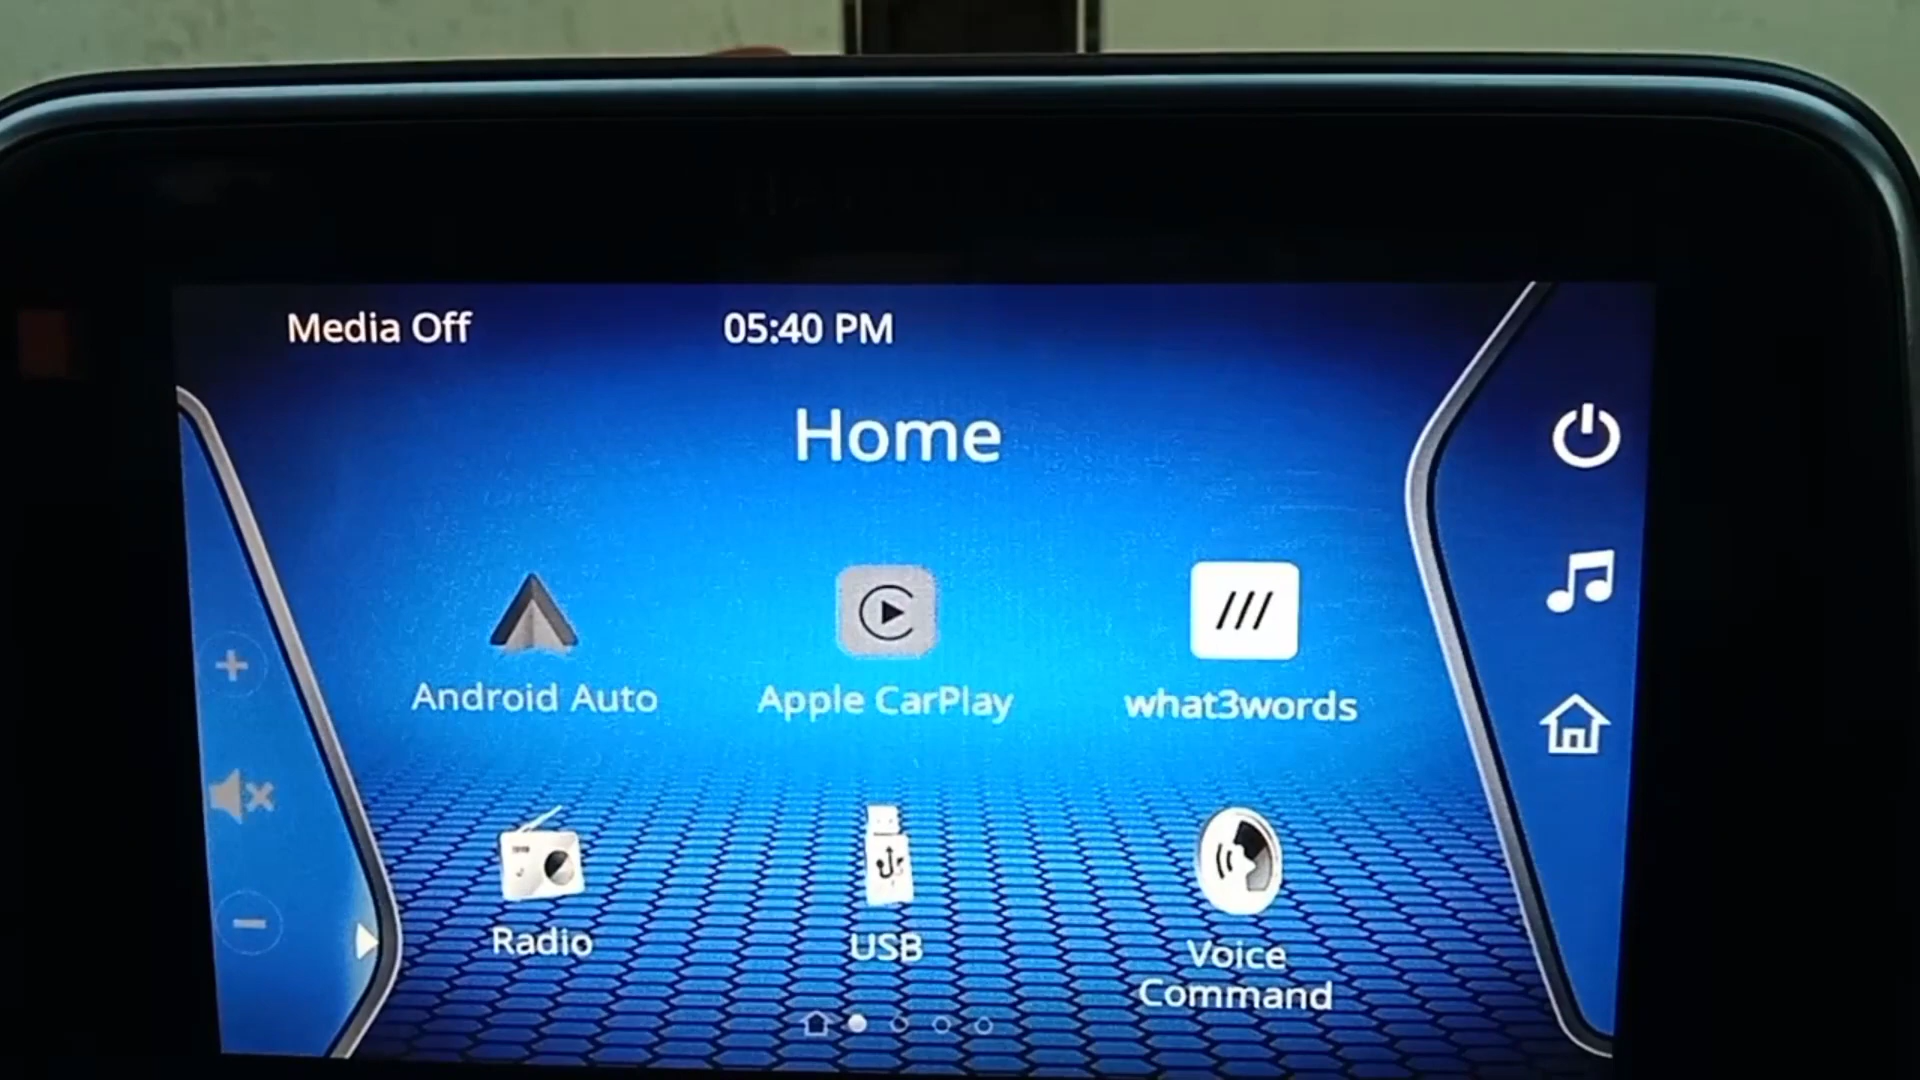 Media Off
05:40 PM
Home
Android Auto
Apple CarPlay
what3words
Radio
USB
Voice
Command